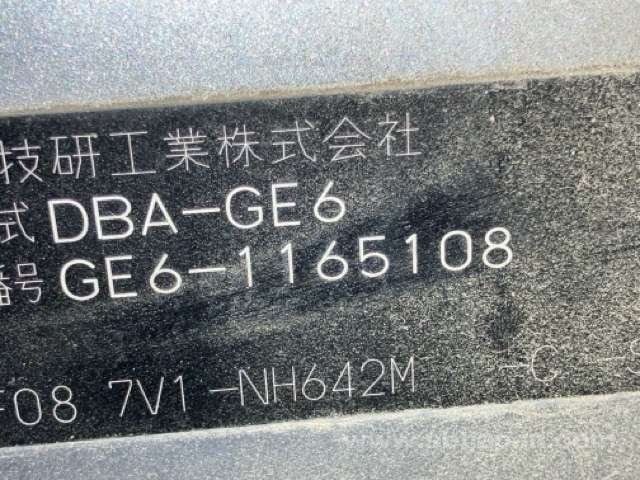 技研工業株式会社
式 DBA-GE6
番号 GE6-1165108
F08 7V1 -NH642M -C -S